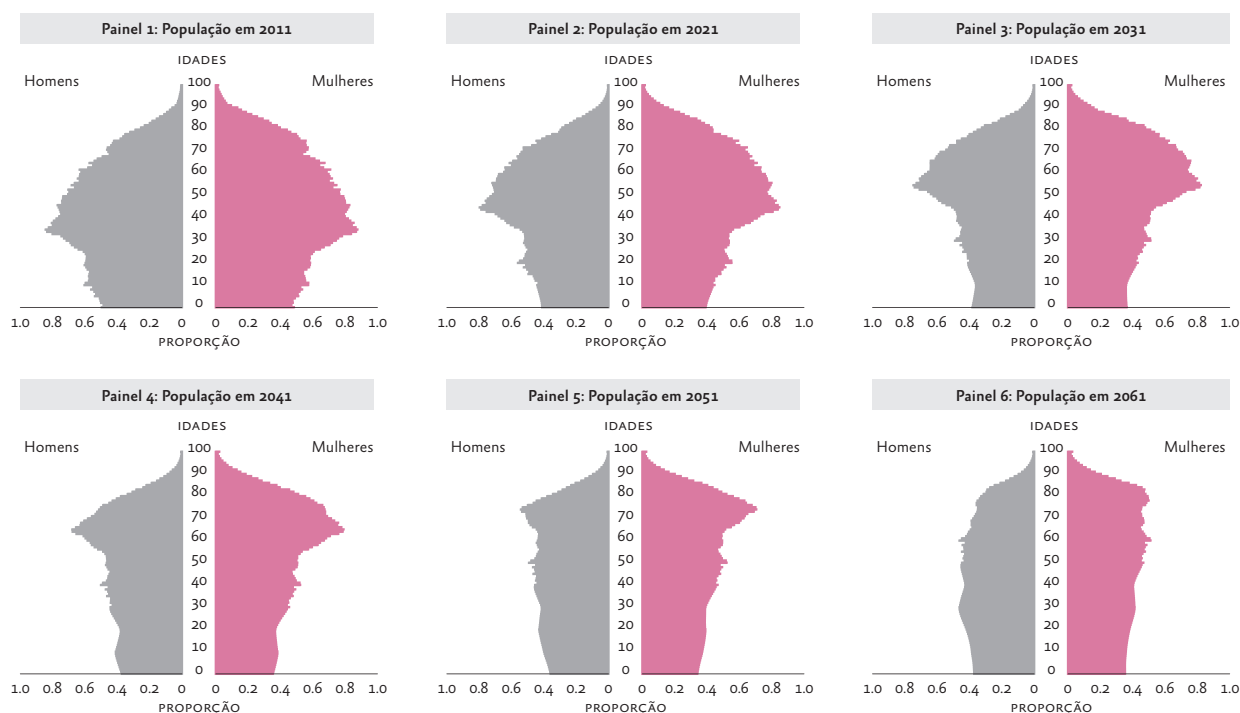 Painel 1: População em 2011
IDADES
Homens
Mulheres
100
90
80
70
60
50
40
30
20
10
0
1.0 0.8 0.6 0.4 0.2 0 0 0.2 0.4 0.6 0.8 1.0
PROPORÇÃO
Painel 2: População em 2021
IDADES
Homens
Mulheres
100
90
80
70
60
50
40
30
20
10
0
1.0 0.8 0.6 0.4 0.2 0 0 0.2 0.4 0.6 0.8 1.0
PROPORÇÃO
Painel 3: População em 2031
IDADES
Homens
Mulheres
100
90
80
70
60
50
40
30
20
10
0
1.0 0.8 0.6 0.4 0.2 0 0 0.2 0.4 0.6 0.8 1.0
PROPORÇÃO
Painel 4: População em 2041
IDADES
Homens
Mulheres
100
90
80
70
60
50
40
30
20
10
0
1.0 0.8 0.6 0.4 0.2 0 0 0.2 0.4 0.6 0.8 1.0
PROPORÇÃO
Painel 5: População em 2051
IDADES
Homens
Mulheres
100
90
80
70
60
50
40
30
20
10
0
1.0 0.8 0.6 0.4 0.2 0 0 0.2 0.4 0.6 0.8 1.0
PROPORÇÃO
Painel 6: População em 2061
IDADES
Homens
Mulheres
100
90
80
70
60
50
40
30
20
10
0
1.0 0.8 0.6 0.4 0.2 0 0 0.2 0.4 0.6 0.8 1.0
PROPORÇÃO